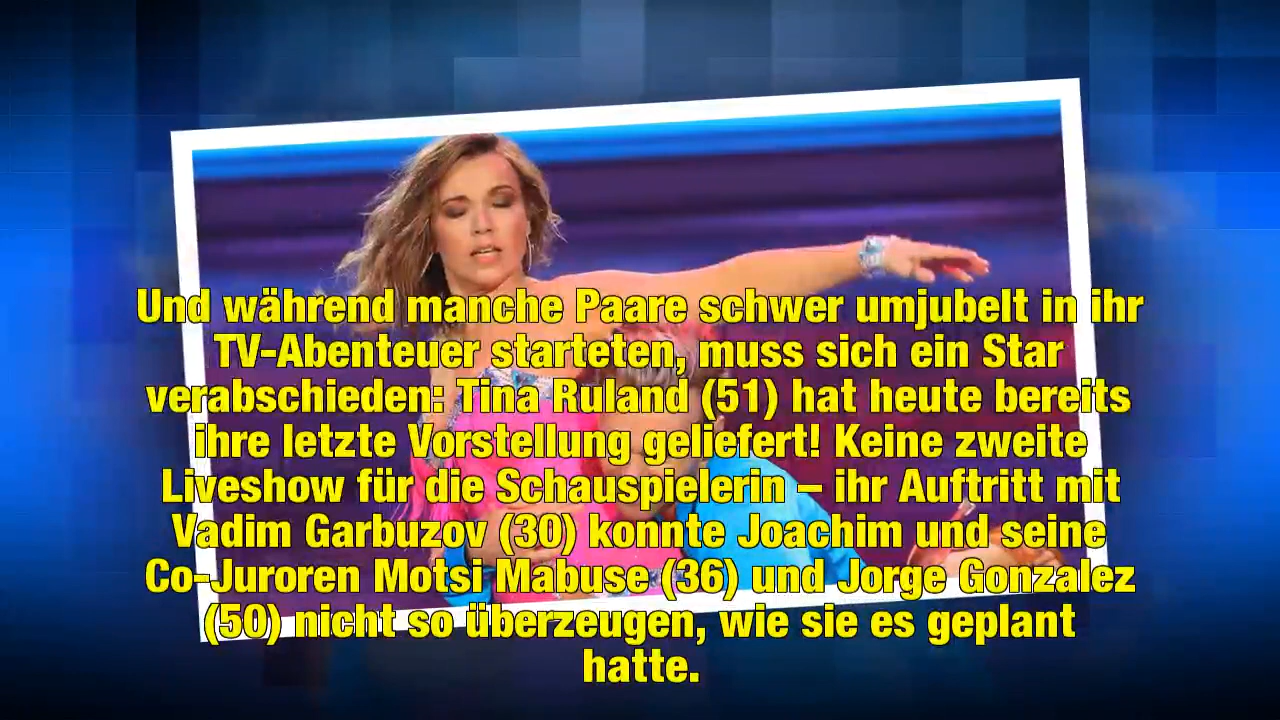 Und während manche Paare schwer umjubelt in ihr
TV-Abenteuer starteten, muss sich ein Star
verabschieden: Tina Ruland (51) hat heute bereits
ihre letzte Vorstellung geliefert! Keine zweite
Liveshow für die Schauspielerin – ihr Auftritt mit
Vadim Garbuzov (30) konnte Joachim und seine
Co-Juroren Motsi Mabuse (36) und Jorge Gonzalez
(50) nicht so überzeugen, wie sie es geplant
hatte.